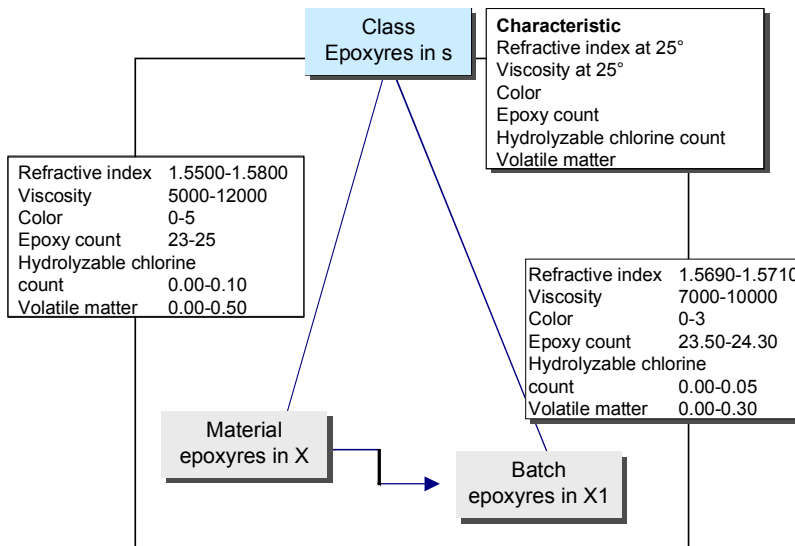 Class
Epoxyres in s
Characteristic
Refractive index at 25°
Viscosity at 25°
Color
Epoxy count
Hydrolyzable chlorine count
Volatile matter
Refractive index 1.5500-1.5800
Viscosity 5000-12000
Color 0-5
Epoxy count 23-25
Hydrolyzable chlorine
count 0.00-0.10
Volatile matter 0.00-0.50
Refractive index 1.5690-1.5710
Viscosity 7000-10000
Color 0-3
Epoxy count 23.50-24.30
Hydrolyzable chlorine
count 0.00-0.05
Volatile matter 0.00-0.30
Material
epoxyres in X
Batch
epoxyres in X1